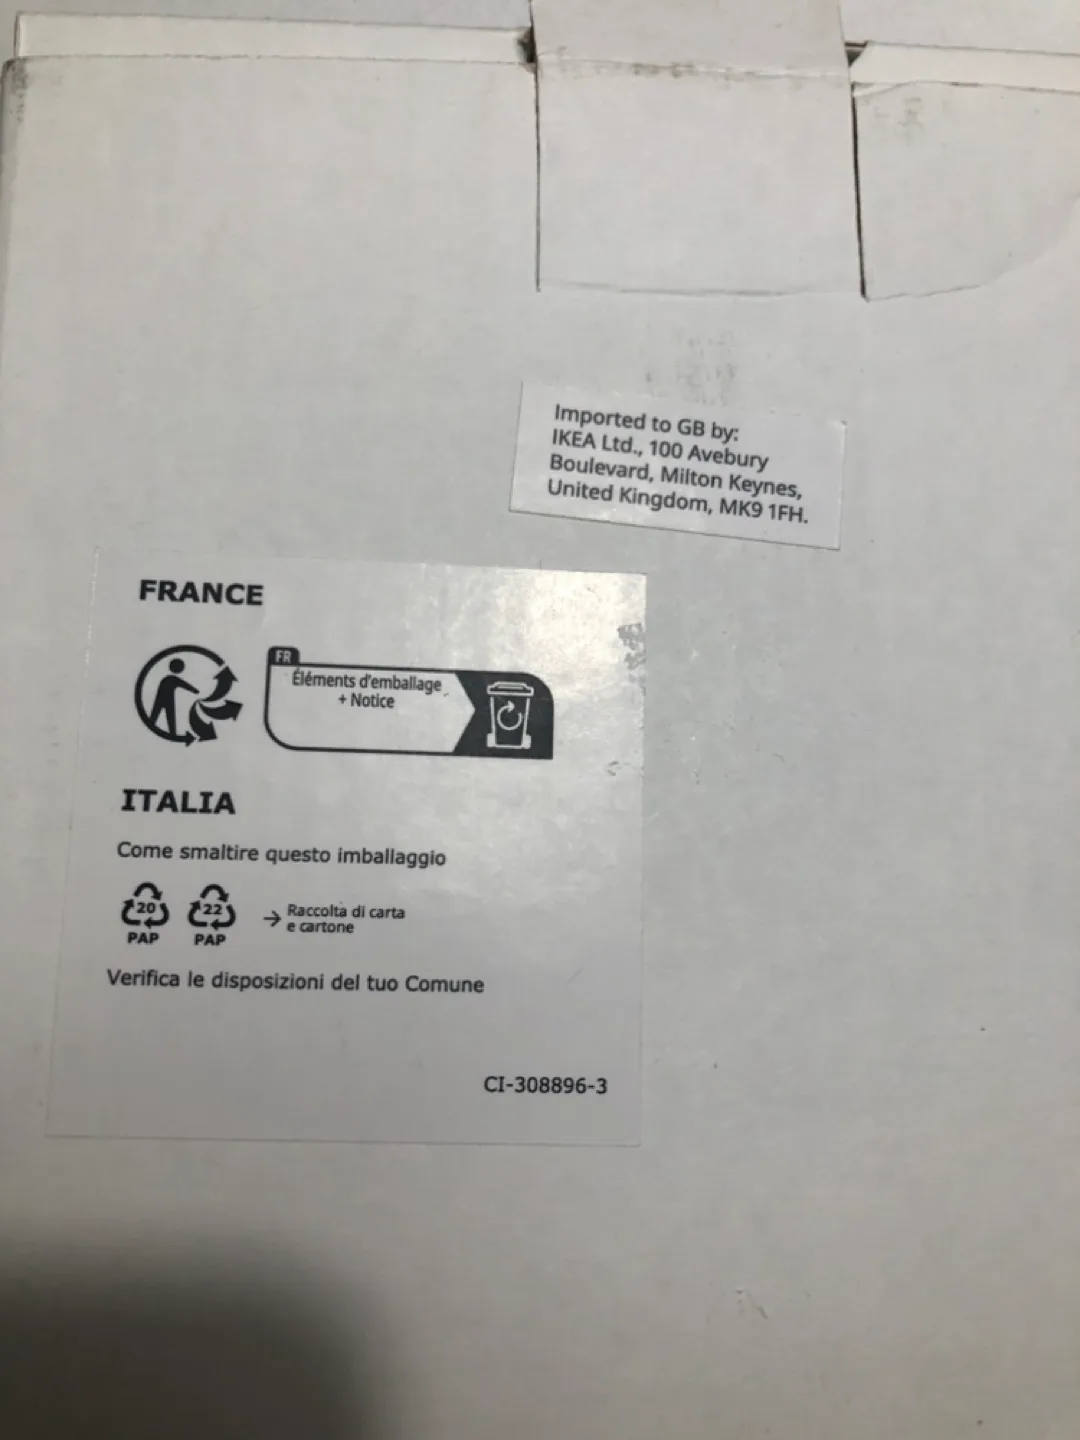 Imported to GB by:
IKEA Ltd., 100 Avebury
Boulevard, Milton Keynes,
United Kingdom, MK9 1FH.
FRANCE
FR
Éléments d'emballage
+ Notice
ITALIA
Come smaltire questo imballaggio
20 22
PAP PAP
→ Raccolta di carta
e cartone
Verifica le disposizioni del tuo Comune
CI-308896-3